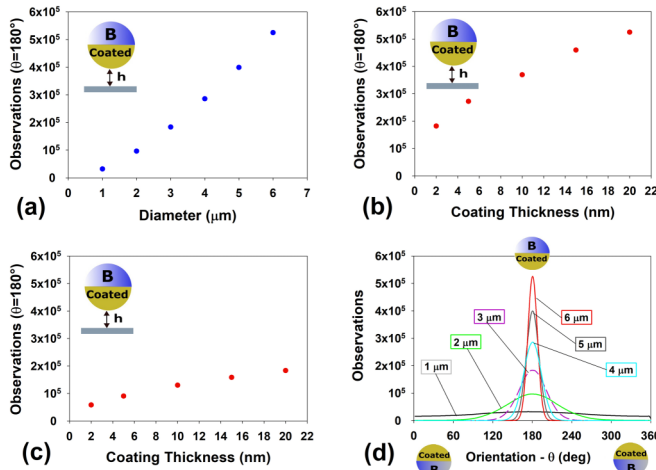 Observations (θ=180°)
6x10⁵
5x10⁵
4x10⁵
3x10⁵
2x10⁵
10⁵
0
B
Coated
h
0 1 2 3 4 5 6 7
Diameter (μm)
(a)
Observations (θ=180°)
6x10⁵
5x10⁵
4x10⁵
3x10⁵
2x10⁵
10⁵
0
B
Coated
h
0 2 4 6 8 10 12 14 16 18 20 22
Coating Thickness (nm)
(b)
Observations (θ=180°)
6x10⁵
5x10⁵
4x10⁵
3x10⁵
2x10⁵
10⁵
0
B
Coated
h
0 2 4 6 8 10 12 14 16 18 20 22
Coating Thickness (nm)
(c)
B
Coated
Observations
6x10⁵
5x10⁵
4x10⁵
3x10⁵
2x10⁵
10⁵
0
3 μm
6 μm
2 μm
5 μm
1 μm
4 μm
0 60 120 180 240 300 360
Orientation - θ (deg)
Coated
B
Coated
B
(d)